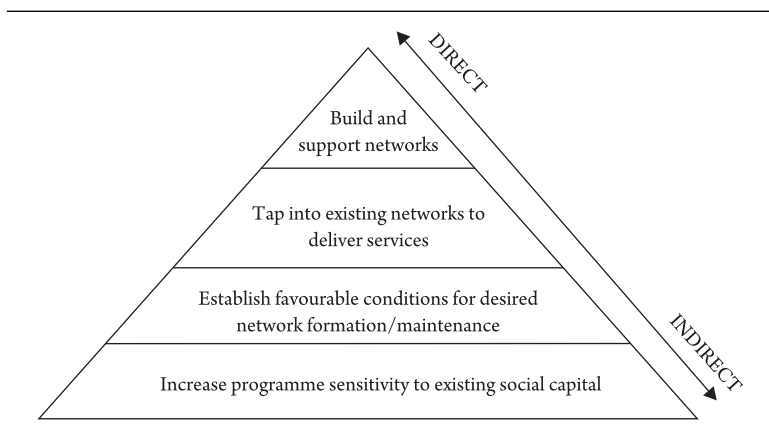 DIRECT
Build and
support networks
Tap into existing networks to
deliver services
Establish favourable conditions for desired
network formation/maintenance
INDIRECT
Increase programme sensitivity to existing social capital